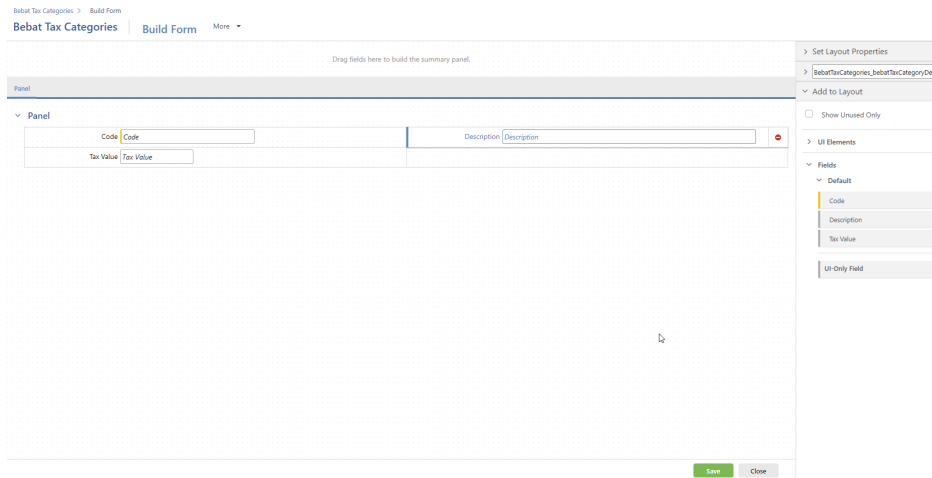 Bebat Tax Categories > Build Form
Bebat Tax Categories Build Form More
Drag fields here to build the summary panel.
Panel
Panel
Code Code Description Description
Tax Value Tax Value
Set Layout Properties
BebatTaxCategories_bebatTaxCategoryDe
Add to Layout
Show Unused Only
UI Elements
Fields
Default
Code
Description
Tax Value
UI-Only Field
Save Close